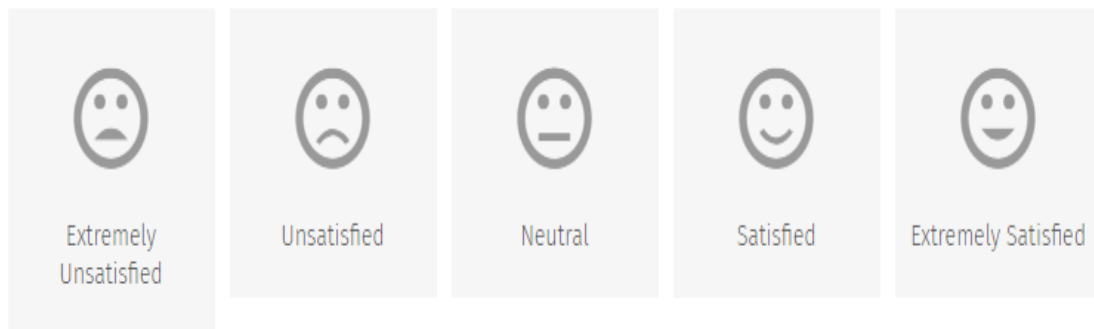 Extremely
Unsatisfied
Unsatisfied
Neutral
Satisfied
Extremely Satisfied